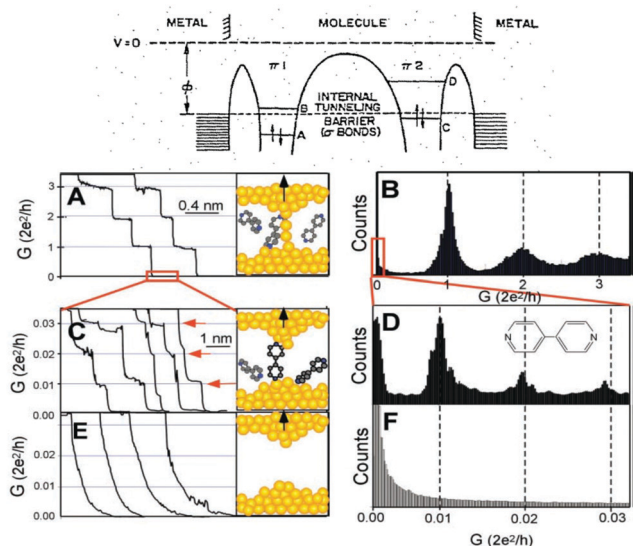 METAL MOLECULE METAL
V=0
π1 π2
ϕ
D
B INTERNAL
TUNNELING
BARRIER
(σ BONDS)
A C
A
G (2e²/h)
3
2
1
0
0.4 nm
B
Counts
0 1 2 3
G (2e²/h)
C
G (2e²/h)
0.03
0.02
0.01
1 nm
D
Counts
N N
E
G (2e²/h)
0.00
0.02
0.01
0.00
F
Counts
0.00 0.01 0.02 0.03
G (2e²/h)